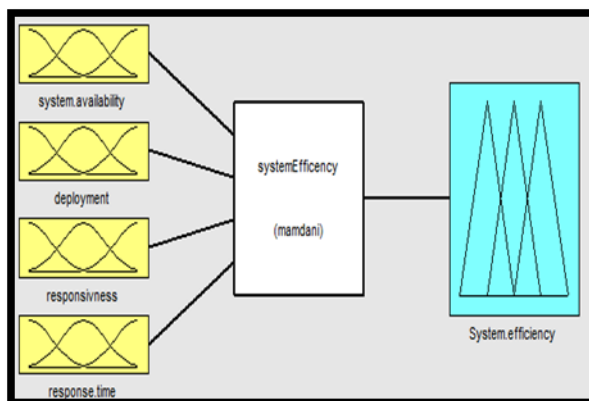 system.availability
deployment
responsivness
response.time
systemEfficency
(mamdani)
System.efficiency